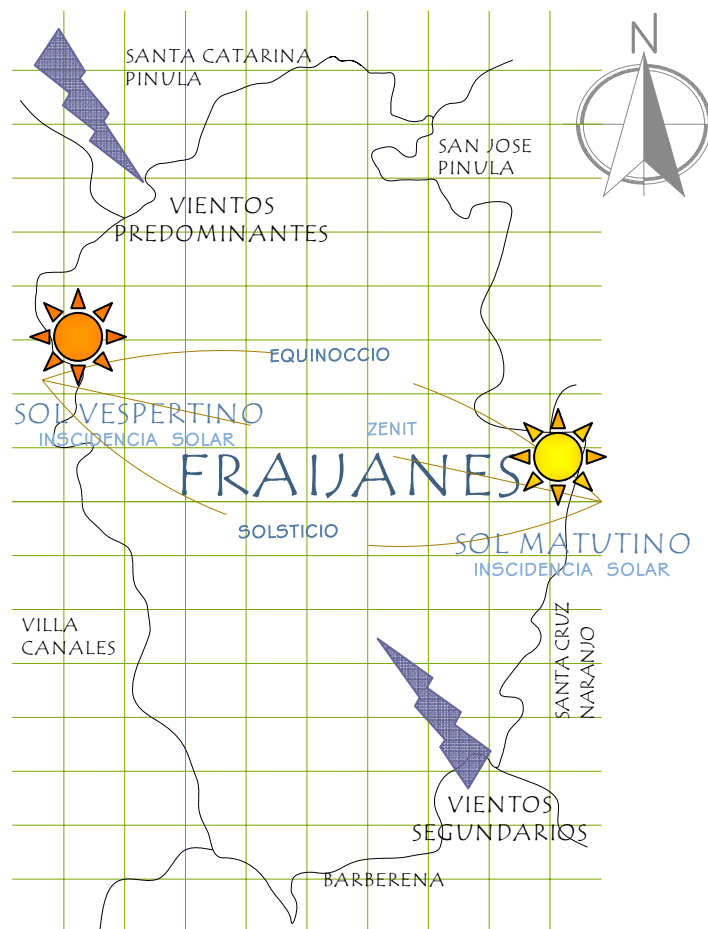 N
SANTA CATARINA
PINULA
SAN JOSE
PINULA
VIENTOS
PREDOMINANTES
EQUINOCCIO
SOL VESPERTINO
INSCIDENCIA SOLAR
ZENIT
FRAIJANES
SOLSTICIO
SOL MATUTINO
INSCIDENCIA SOLAR
VILLA
CANALES
SANTA CRUZ
NARANJO
VIENTOS
SEGUNDARIOS
BARBERENA